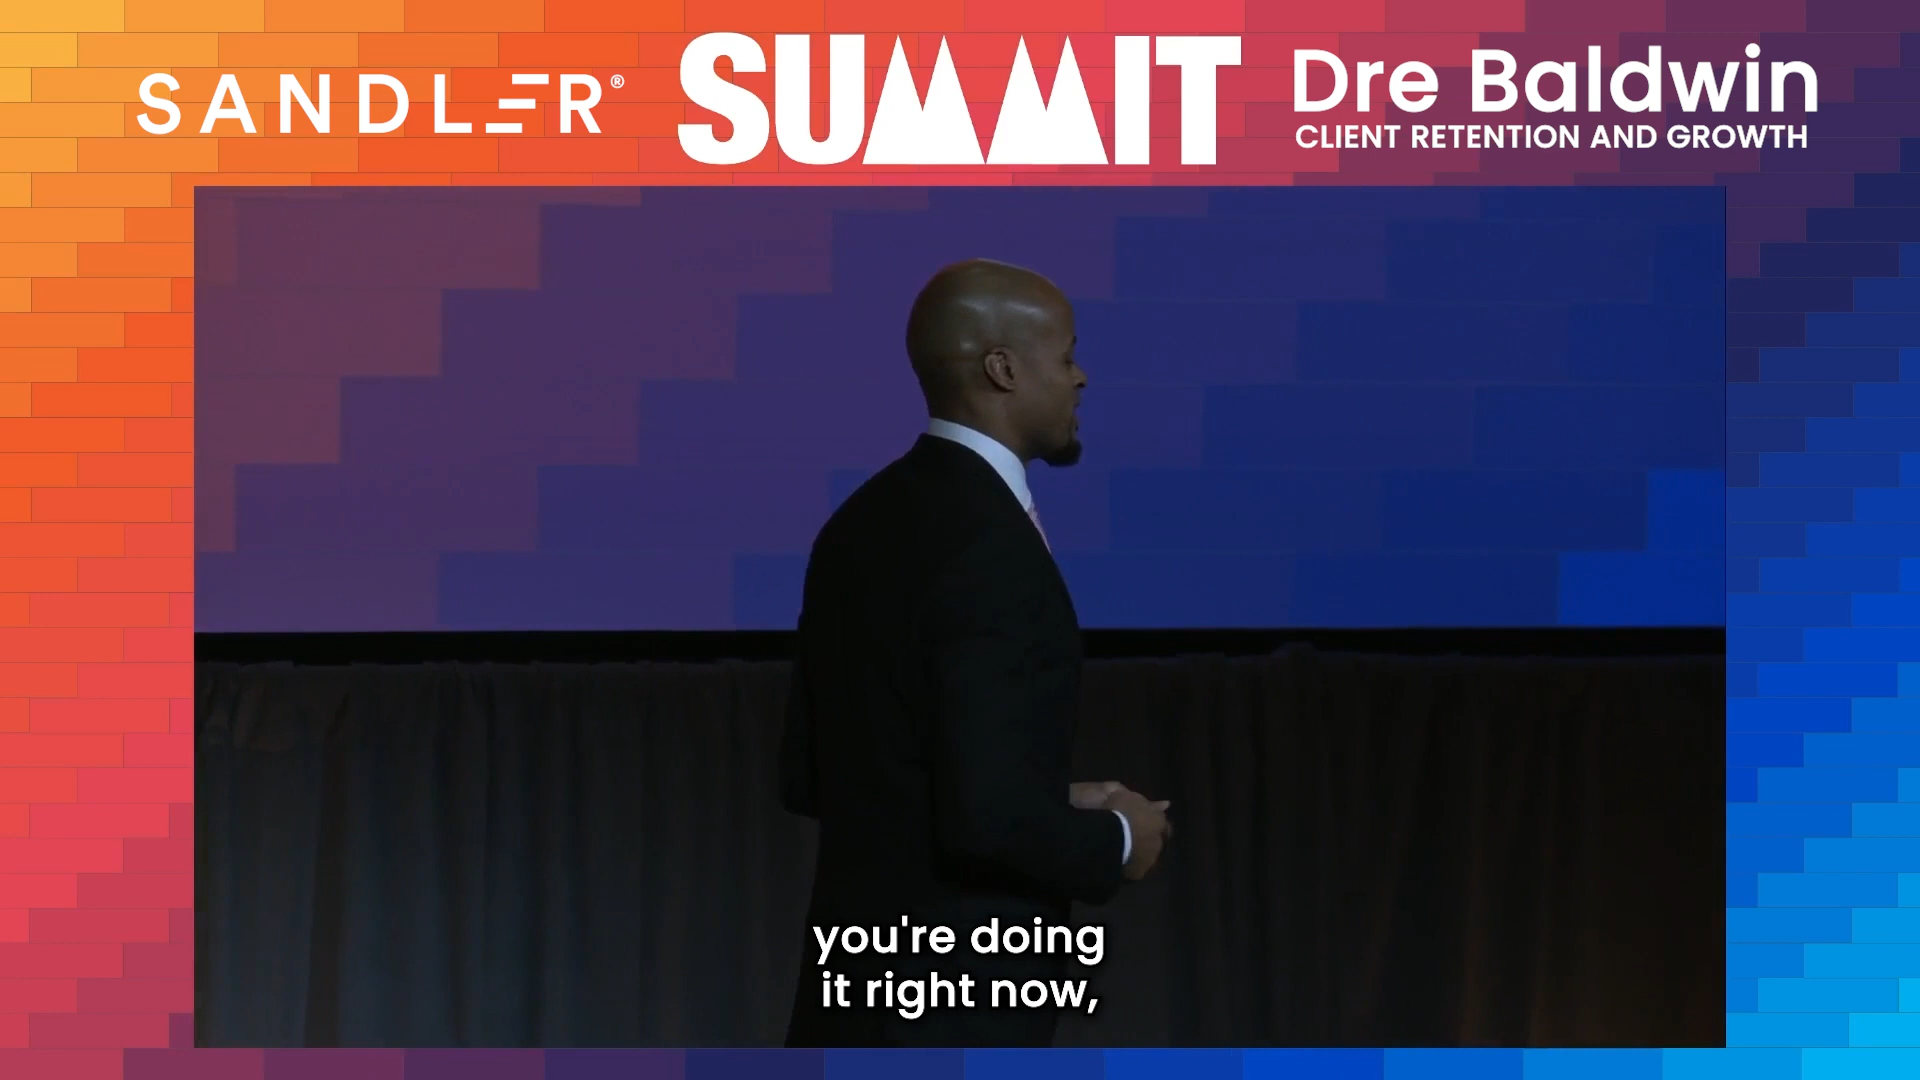 SANDLER®
SUMMIT
Dre Baldwin
CLIENT RETENTION AND GROWTH
you're doing
it right now,